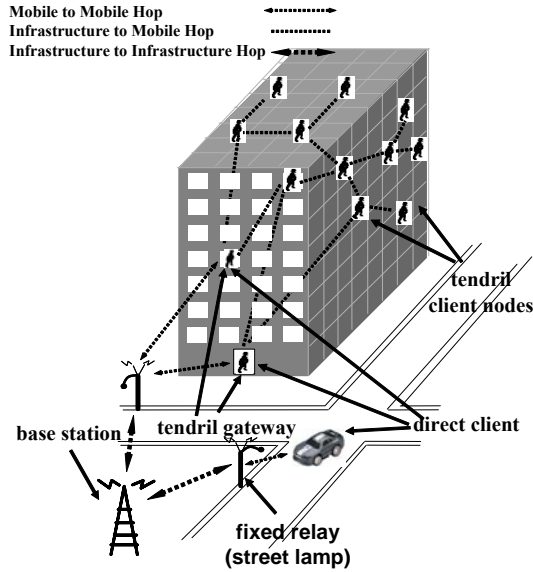 Mobile to Mobile Hop
Infrastructure to Mobile Hop
Infrastructure to Infrastructure Hop
tendril
client nodes
base station
tendril gateway
direct client
fixed relay
(street lamp)